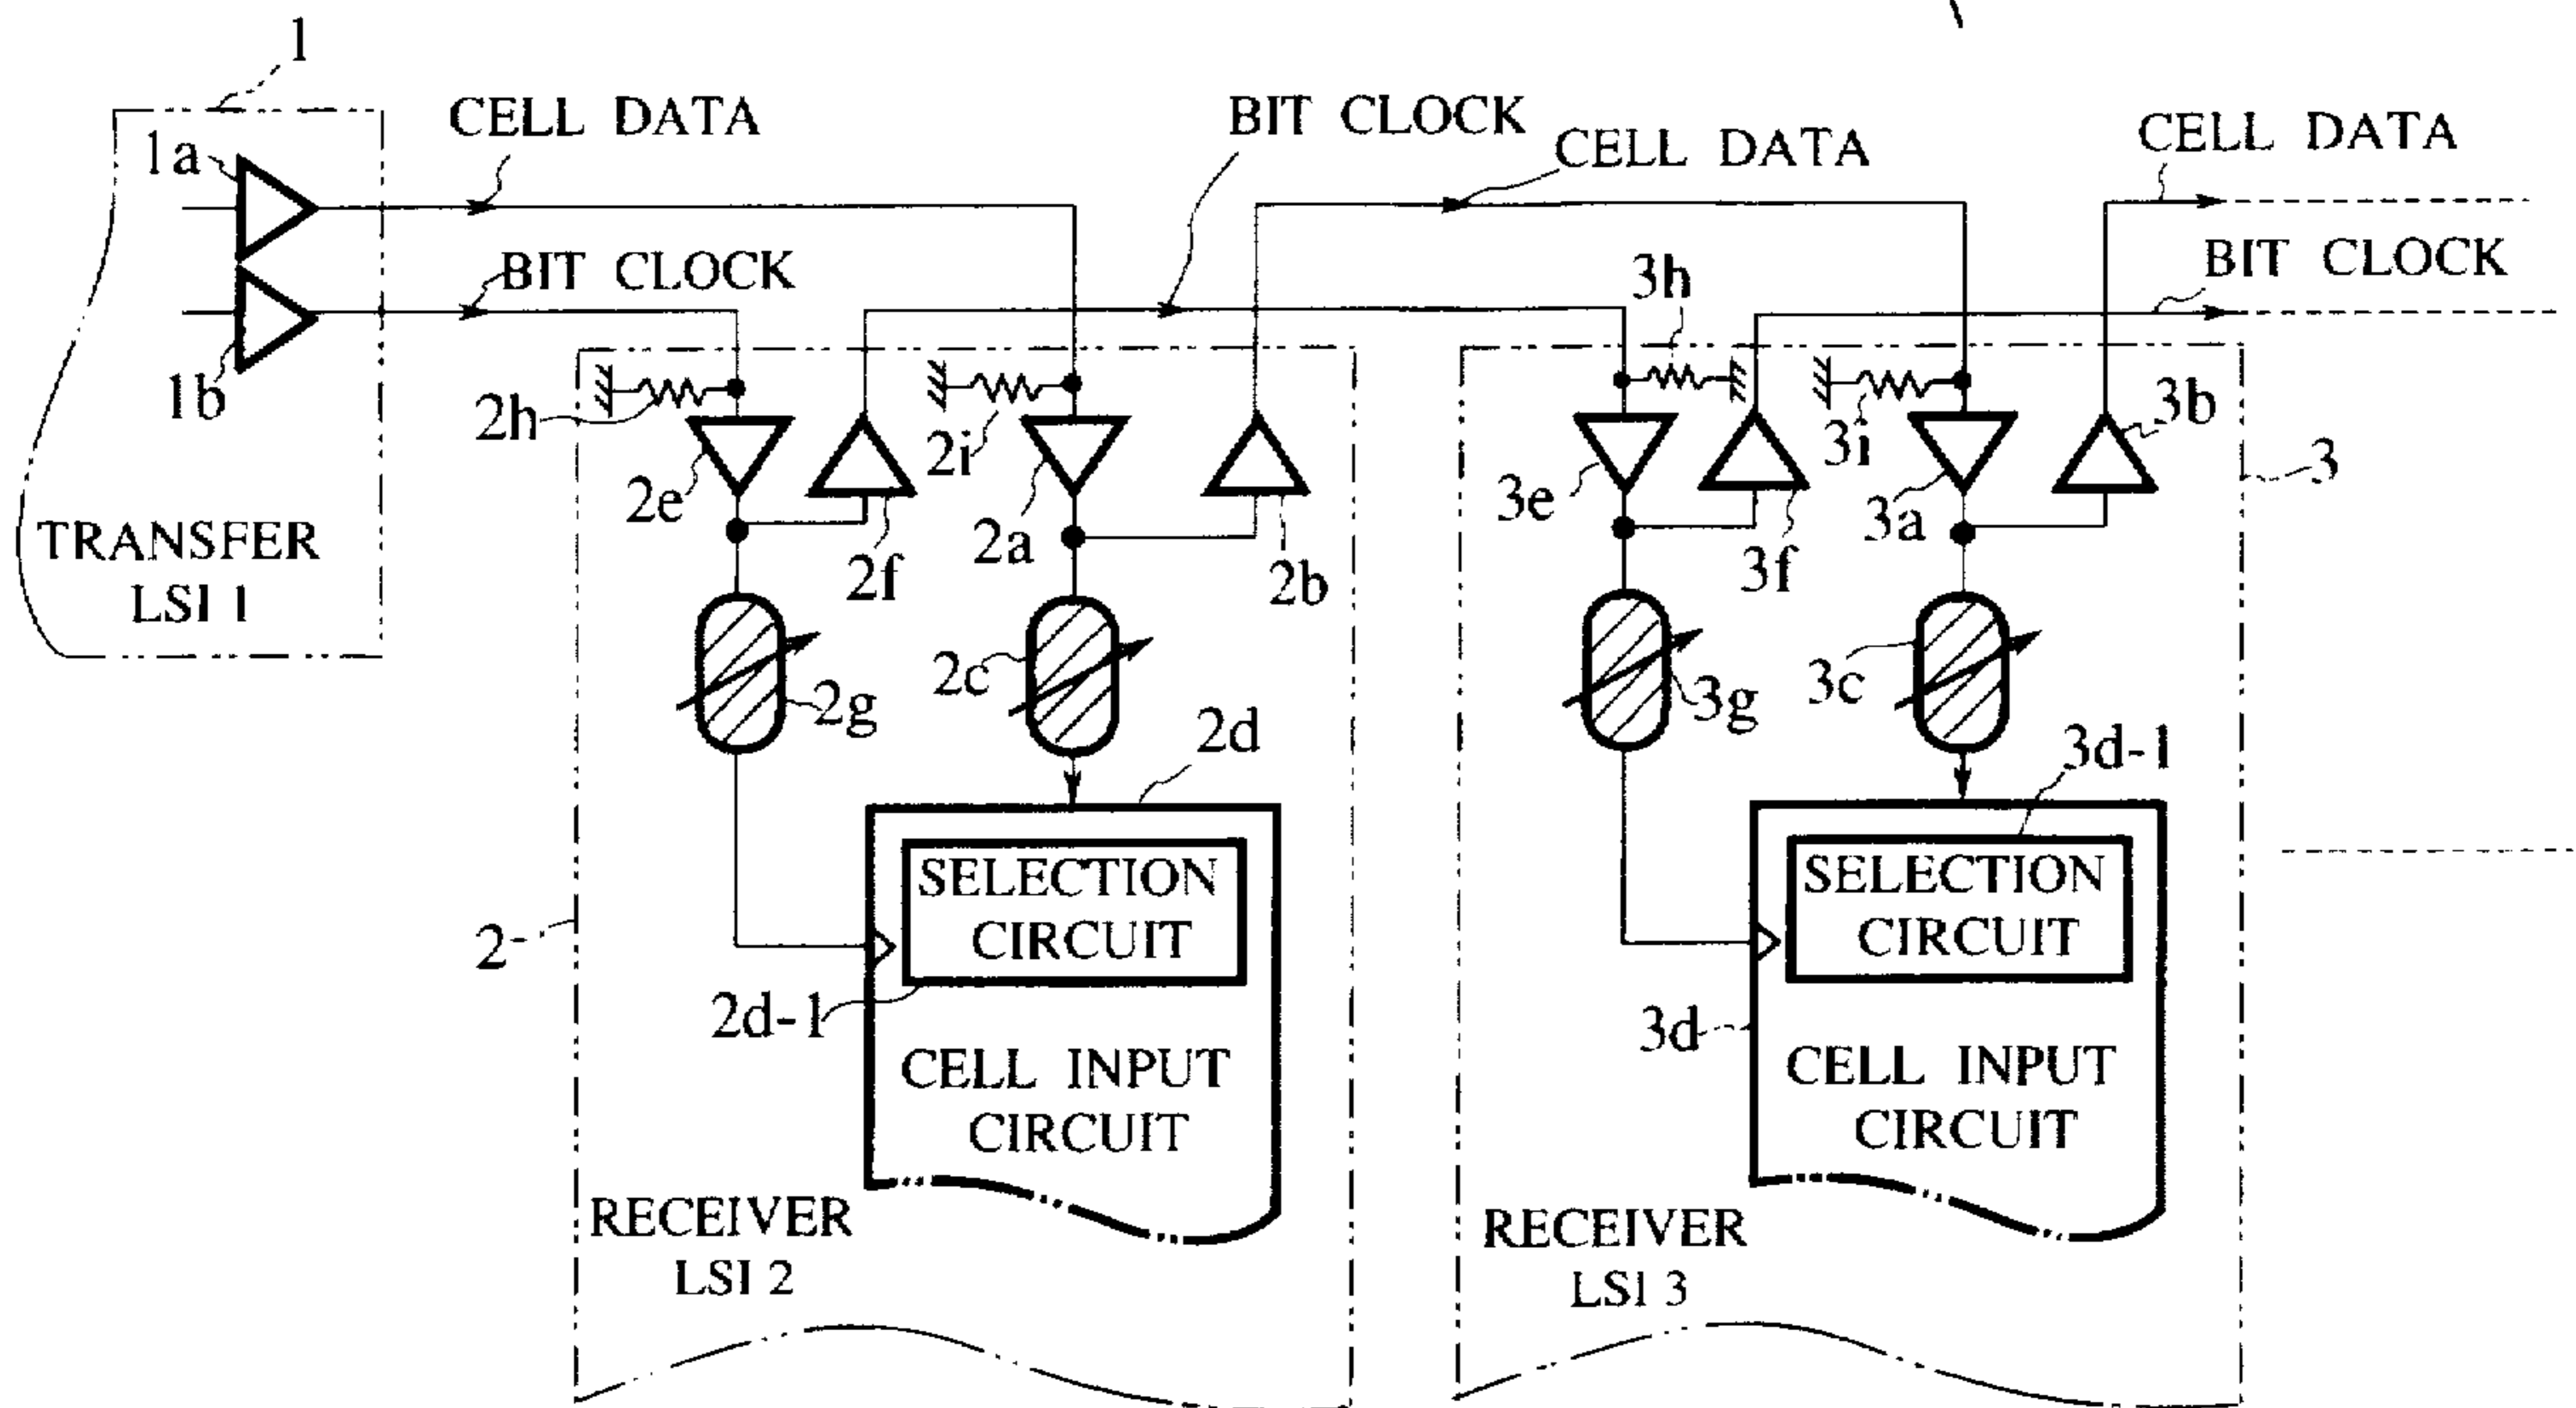 1
CELL DATA
BIT CLOCK
CELL DATA
CELL DATA
1a
BIT CLOCK
BIT CLOCK
3h
1b
2h
2i
3i
3b
3
2e
2f
2a
2b
3e
3f
3a
TRANSFER
LSI 1
2g
2c
3g
3c
2d
3d-1
SELECTION
CIRCUIT
SELECTION
CIRCUIT
2
2d-1
3d
CELL INPUT
CIRCUIT
CELL INPUT
CIRCUIT
RECEIVER
LSI 2
RECEIVER
LSI 3